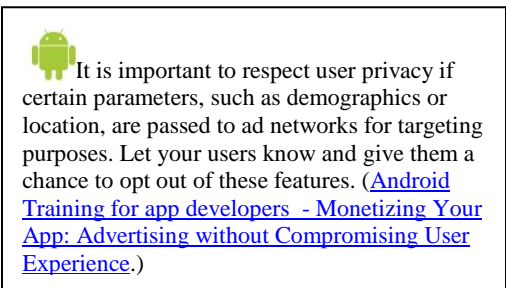 It is important to respect user privacy if
certain parameters, such as demographics or
location, are passed to ad networks for targeting
purposes. Let your users know and give them a
chance to opt out of these features. (Android
Training for app developers  - Monetizing Your
App: Advertising without Compromising User
Experience.)